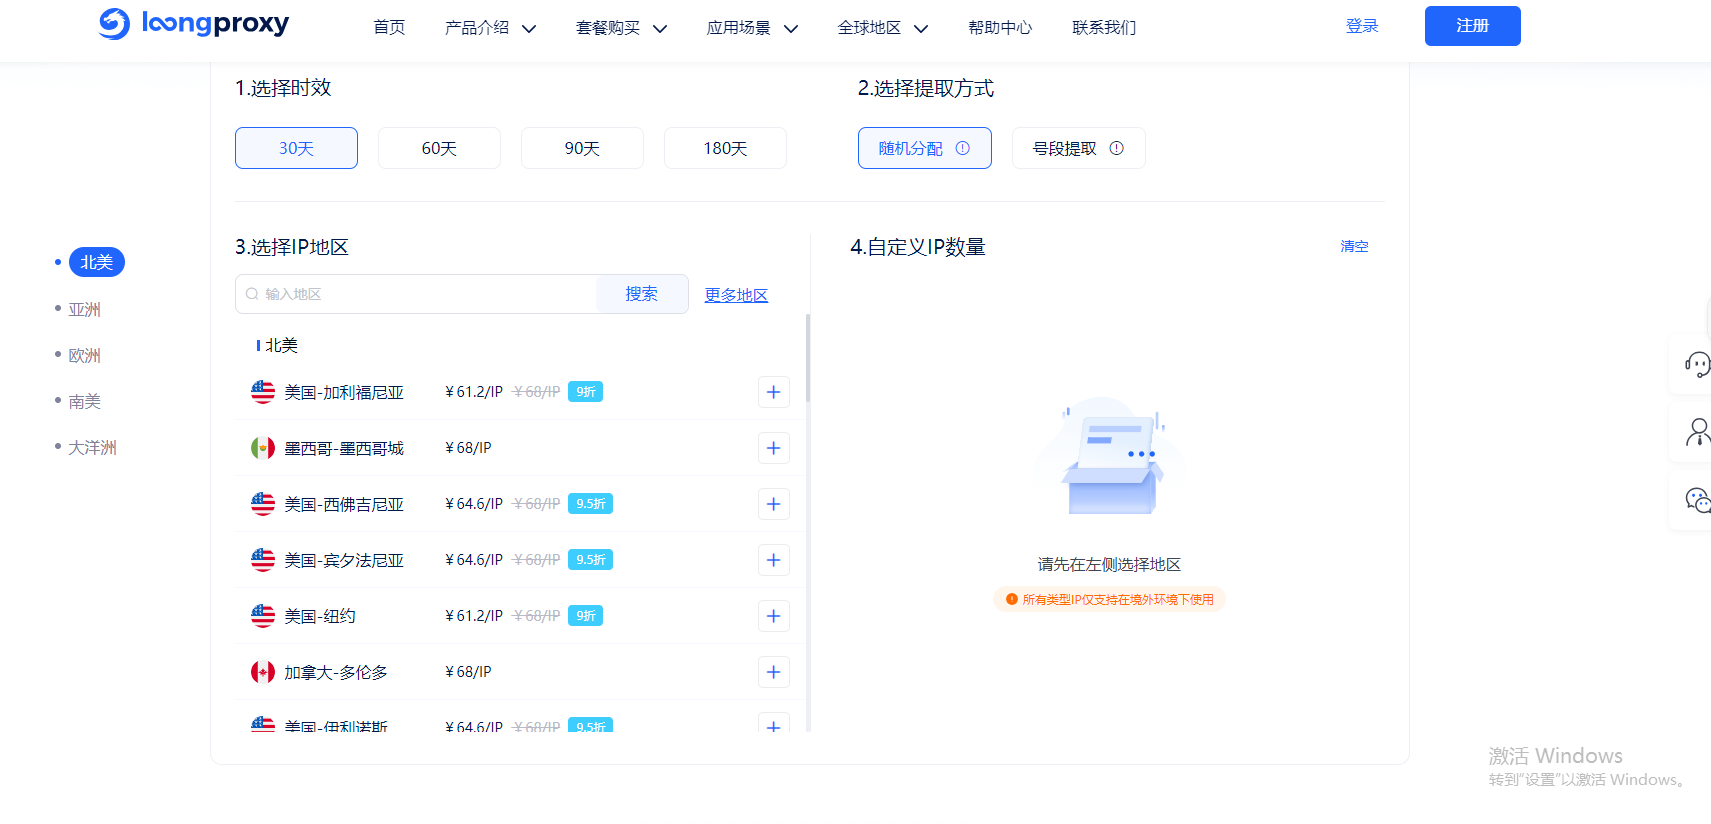 loongproxy
首页
产品介绍
套餐购买
应用场景
全球地区
帮助中心
联系我们
登录
注册
1.选择时效
2.选择提取方式
30天
60天
90天
180天
随机分配
号段提取
3.选择IP地区
4.自定义IP数量
清空
北美
亚洲
欧洲
南美
大洋洲
输入地区
搜索
更多地区
北美
美国-加利福尼亚 ¥61.2/IP ¥68/IP 9折
墨西哥-墨西哥城 ¥68/IP
美国-西佛吉尼亚 ¥64.6/IP ¥68/IP 9.5折
美国-宾夕法尼亚 ¥64.6/IP ¥68/IP 9.5折
美国-纽约 ¥61.2/IP ¥68/IP 9折
加拿大-多伦多 ¥68/IP
美国-伊利诺斯 ¥64.6/IP ¥68/IP 9.5折
请先在左侧选择地区
所有类型IP仅支持在境外环境下使用
激活 Windows
转到“设置”以激活 Windows。